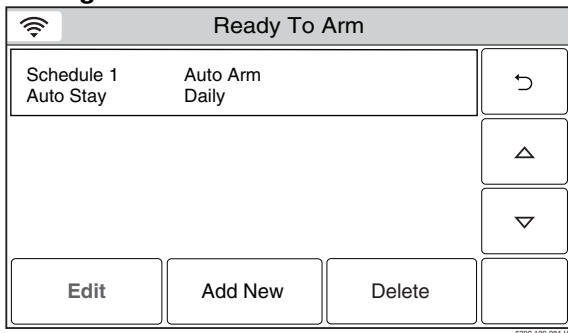 Ready To Arm
Schedule 1 Auto Arm
Auto Stay Daily
Edit Add New Delete